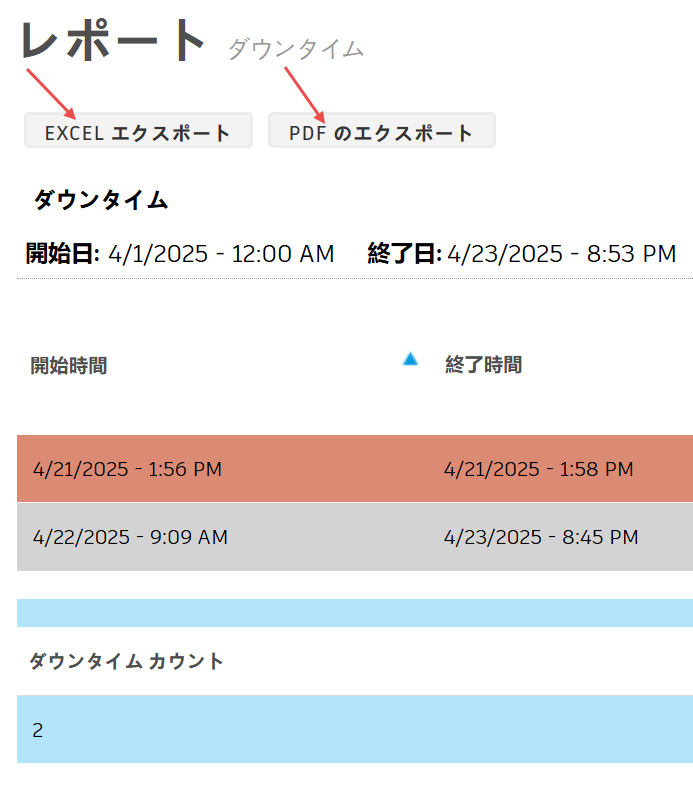 レポート ダウンタイム
EXCEL エクスポート PDF のエクスポート
ダウンタイム
開始日: 4/1/2025 - 12:00 AM 終了日: 4/23/2025 - 8:53 PM
開始時間 終了時間
4/21/2025 - 1:56 PM 4/21/2025 - 1:58 PM
4/22/2025 - 9:09 AM 4/23/2025 - 8:45 PM
ダウンタイム カウント
2